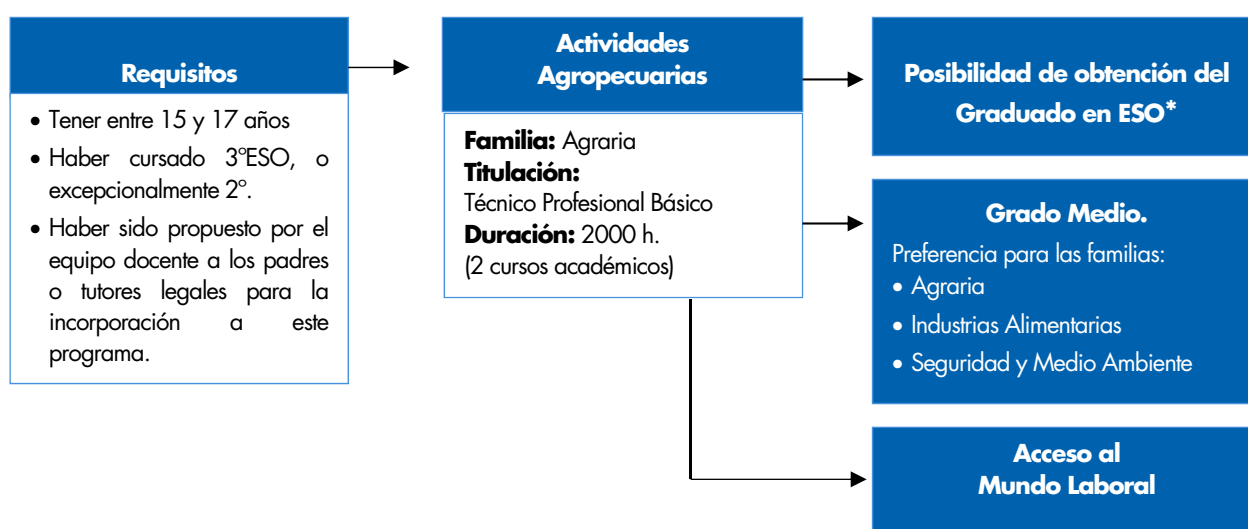 Requisitos
• Tener entre 15 y 17 años
• Haber cursado 3ºESO, o
excepcionalmente 2º.
• Haber sido propuesto por el
equipo docente a los padres
o tutores legales para la
incorporación a este
programa.
Actividades
Agropecuarias
Familia: Agraria
Titulación:
Técnico Profesional Básico
Duración: 2000 h.
(2 cursos académicos)
Posibilidad de obtención del
Graduado en ESO*
Grado Medio.
Preferencia para las familias:
• Agraria
• Industrias Alimentarias
• Seguridad y Medio Ambiente
Acceso al
Mundo Laboral